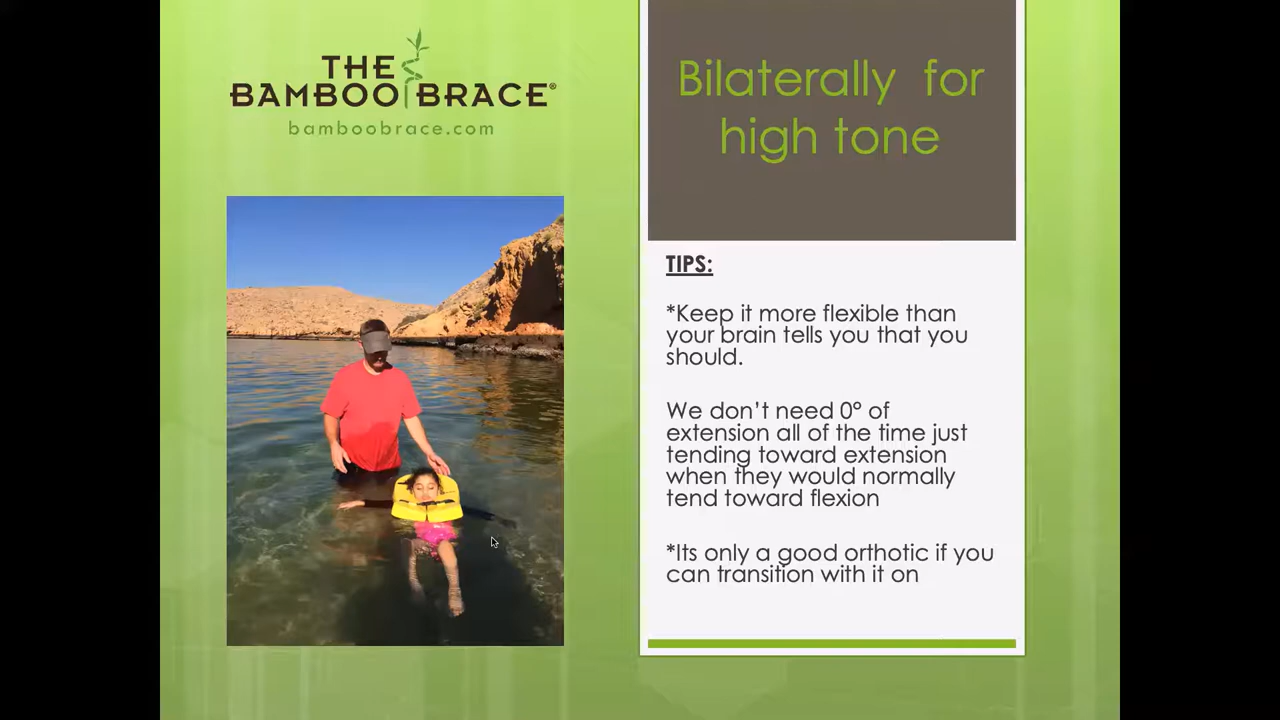 THE
BAMBOO BRACE®
bamboobrace.com
Bilaterally for
high tone
TIPS:
*Keep it more flexible than
your brain tells you that you
should.
We don’t need 0° of
extension all of the time just
tending toward extension
when they would normally
tend toward flexion
*Its only a good orthotic if you
can transition with it on